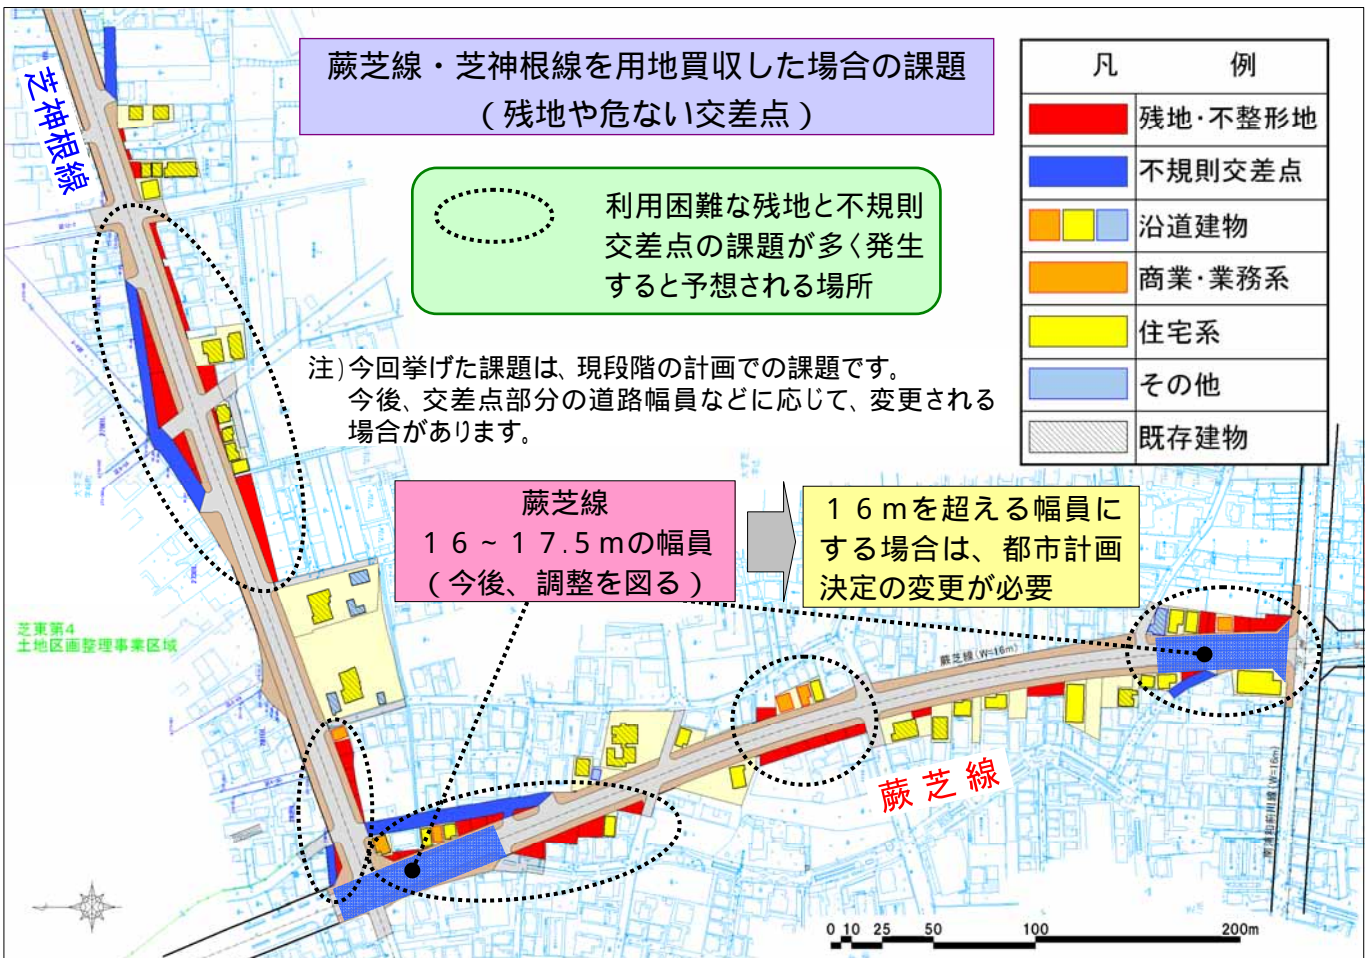 蕨芝線・芝神根線を用地買収した場合の課題
（残地や危ない交差点）
芝神根線
利用困難な残地と不規則
交差点の課題が多く発生
すると予想される場所
注）今回挙げた課題は、現段階の計画での課題です。
今後、交差点部分の道路幅員などに応じて、変更される
場合があります。
凡　例
残地・不整形地
不規則交差点
沿道建物
商業・業務系
住宅系
その他
既存建物
蕨芝線
１６～１７.５ｍの幅員
（今後、調整を図る）
１６ｍを超える幅員に
する場合は、都市計画
決定の変更が必要
芝東第4
土地区画整理事業区域
蕨芝線(W=16m)
蕨芝線
0 10 25 50 100 200m